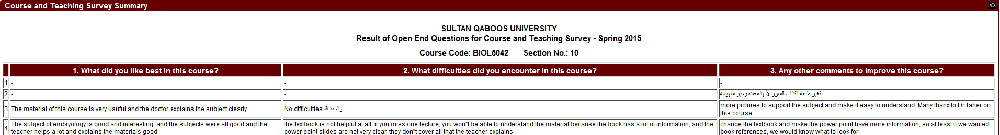 Course and Teaching Survey Summary
SULTAN QABOOS UNIVERSITY
Result of Open End Questions for Course and Teaching Survey - Spring 2015
Course Code: BIOL5042 Section No.: 10
1. What did you like best in this course? 2. What difficulties did you encounter in this course? 3. Any other comments to improve this course?
1 - - -
2 - - تغير طبعة الكتاب للمقرر لأنها معقده وغير مفهومه
3 The material of this course is very usuful and the doctor explains the subject clearly . No difficulties والحمد لله more pictures to support the subject and make it easy to understand. Many thanx to Dr.Taher on
this course.
4 The subject of embryology is good and interesting, and the subjects were all good and the
teacher helps a lot and explains the materials good
the textbook is not helpful at all, if you miss one lecture, you won"t be able to understand the material because the book has a lot of information, and the
power point slides are not very clear, they don"t cover all that the teacher explains
change the textbook and make the power point have more information, so at least if we wanted
book references, we would know what to look for